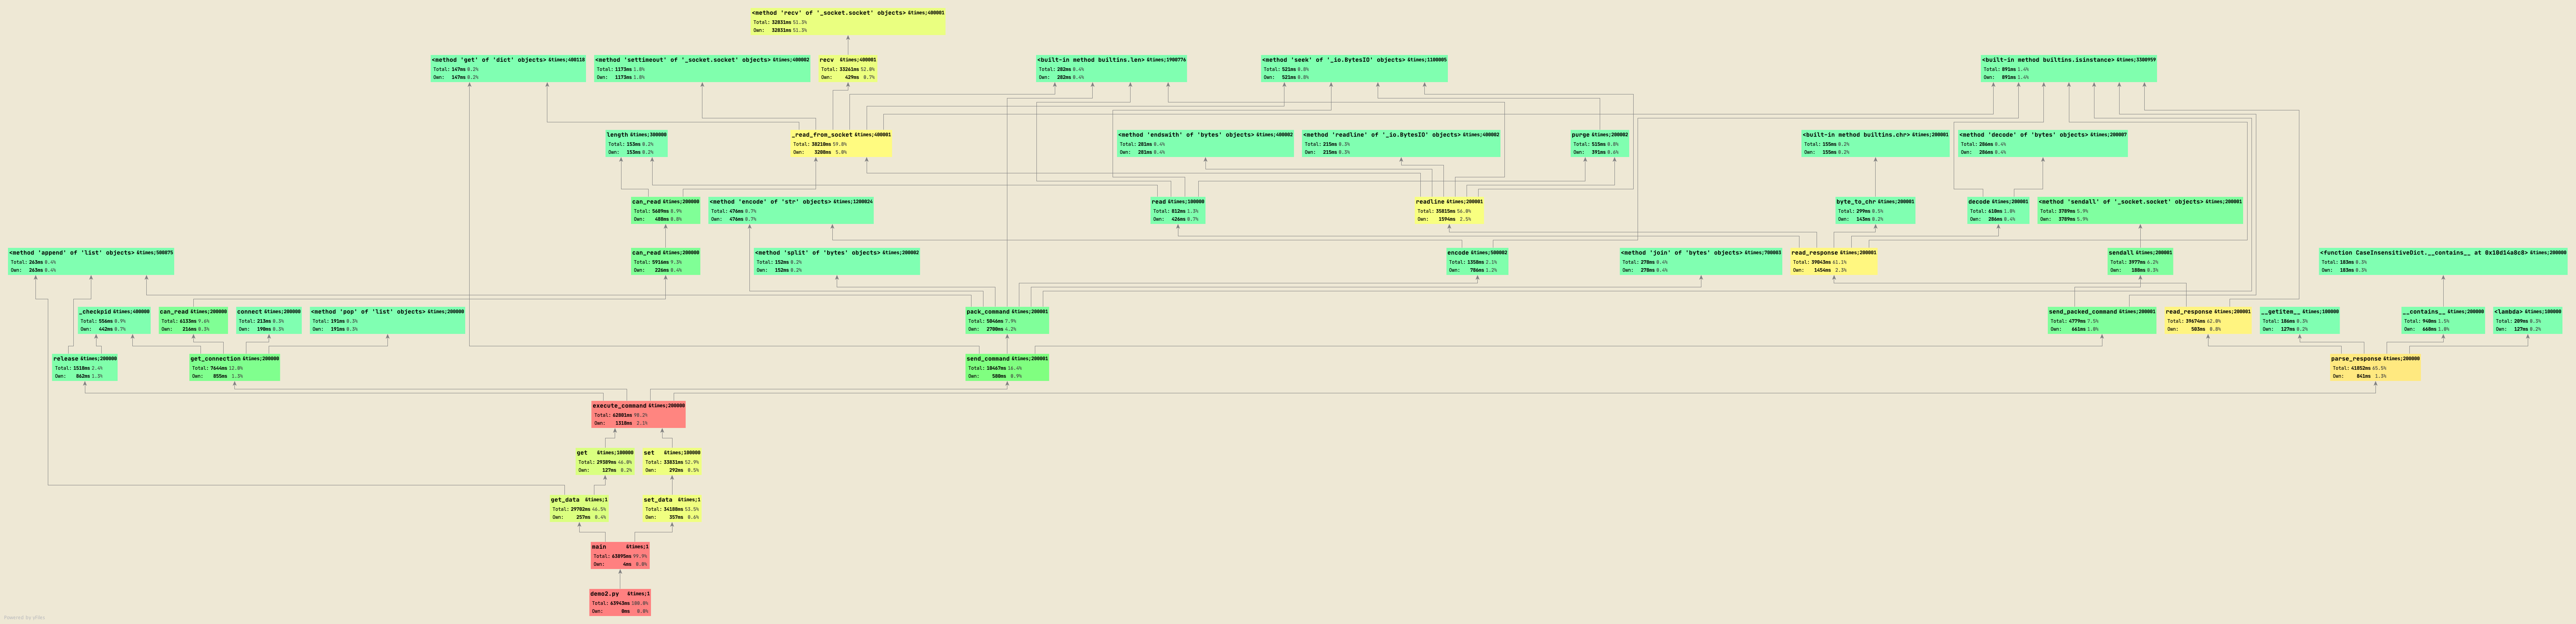 <method 'recv' of '_socket.socket' objects> &times;400001
Total: 32831ms 51.3%
Own: 32831ms 51.3%
<method 'get' of 'dict' objects> &times;400118
Total: 147ms 0.2%
Own: 147ms 0.2%
<method 'settimeout' of '_socket.socket' objects> &times;400002
Total: 1173ms 1.8%
Own: 1173ms 1.8%
recv &times;400001
Total: 33261ms 52.0%
Own: 429ms 0.7%
<built-in method builtins.len> &times;1900776
Total: 282ms 0.4%
Own: 282ms 0.4%
<method 'seek' of '_io.BytesIO' objects> &times;1100005
Total: 521ms 0.8%
Own: 521ms 0.8%
<built-in method builtins.isinstance> &times;3300959
Total: 891ms 1.4%
Own: 891ms 1.4%
length &times;300000
Total: 153ms 0.2%
Own: 153ms 0.2%
_read_from_socket &times;400001
Total: 38210ms 59.8%
Own: 3208ms 5.0%
<method 'endswith' of 'bytes' objects> &times;400002
Total: 281ms 0.4%
Own: 281ms 0.4%
<method 'readline' of '_io.BytesIO' objects> &times;400002
Total: 215ms 0.3%
Own: 215ms 0.3%
purge &times;200002
Total: 515ms 0.8%
Own: 391ms 0.6%
<built-in method builtins.chr> &times;200001
Total: 155ms 0.2%
Own: 155ms 0.2%
<method 'decode' of 'bytes' objects> &times;200007
Total: 286ms 0.4%
Own: 286ms 0.4%
can_read &times;200000
Total: 5689ms 8.9%
Own: 488ms 0.8%
<method 'encode' of 'str' objects> &times;1200024
Total: 476ms 0.7%
Own: 476ms 0.7%
read &times;100000
Total: 812ms 1.3%
Own: 426ms 0.7%
readline &times;200001
Total: 35815ms 56.0%
Own: 1594ms 2.5%
byte_to_chr &times;200001
Total: 299ms 0.5%
Own: 143ms 0.2%
decode &times;200001
Total: 610ms 1.0%
Own: 286ms 0.4%
<method 'sendall' of '_socket.socket' objects> &times;200001
Total: 3789ms 5.9%
Own: 3789ms 5.9%
<method 'append' of 'list' objects> &times;500875
Total: 263ms 0.4%
Own: 263ms 0.4%
can_read &times;200000
Total: 5916ms 9.3%
Own: 226ms 0.4%
<method 'split' of 'bytes' objects> &times;200002
Total: 152ms 0.2%
Own: 152ms 0.2%
encode &times;500002
Total: 1358ms 2.1%
Own: 786ms 1.2%
<method 'join' of 'bytes' objects> &times;700003
Total: 278ms 0.4%
Own: 278ms 0.4%
read_response &times;200001
Total: 39043ms 61.1%
Own: 1454ms 2.3%
sendall &times;200001
Total: 3977ms 6.2%
Own: 188ms 0.3%
<function CaseInsensitiveDict.__contains__ at 0x10d14a8c8> &times;200000
Total: 183ms 0.3%
Own: 183ms 0.3%
_checkpid &times;400000
Total: 556ms 0.9%
Own: 442ms 0.7%
can_read &times;200000
Total: 6133ms 9.6%
Own: 216ms 0.3%
connect &times;200000
Total: 213ms 0.3%
Own: 190ms 0.3%
<method 'pop' of 'list' objects> &times;200000
Total: 191ms 0.3%
Own: 191ms 0.3%
pack_command &times;200001
Total: 5046ms 7.9%
Own: 2708ms 4.2%
send_packed_command &times;200001
Total: 4779ms 7.5%
Own: 661ms 1.0%
read_response &times;200001
Total: 39674ms 62.0%
Own: 503ms 0.8%
__getitem__ &times;100000
Total: 186ms 0.3%
Own: 127ms 0.2%
__contains__ &times;200000
Total: 940ms 1.5%
Own: 660ms 1.0%
<lambda> &times;100000
Total: 209ms 0.3%
Own: 127ms 0.2%
release &times;200000
Total: 1518ms 2.4%
Own: 862ms 1.3%
get_connection &times;200000
Total: 7644ms 12.0%
Own: 855ms 1.3%
send_command &times;200001
Total: 10467ms 16.4%
Own: 588ms 0.9%
parse_response &times;200000
Total: 41852ms 65.5%
Own: 841ms 1.3%
execute_command &times;200000
Total: 62801ms 98.2%
Own: 1318ms 2.1%
get &times;100000
Total: 29389ms 46.0%
Own: 127ms 0.2%
set &times;100000
Total: 33831ms 52.9%
Own: 292ms 0.5%
get_data &times;1
Total: 29702ms 46.5%
Own: 257ms 0.4%
set_data &times;1
Total: 34188ms 53.5%
Own: 357ms 0.6%
main &times;1
Total: 63895ms 99.9%
Own: 4ms 0.0%
demo2.py &times;1
Total: 63943ms 100.0%
Own: 0ms 0.0%